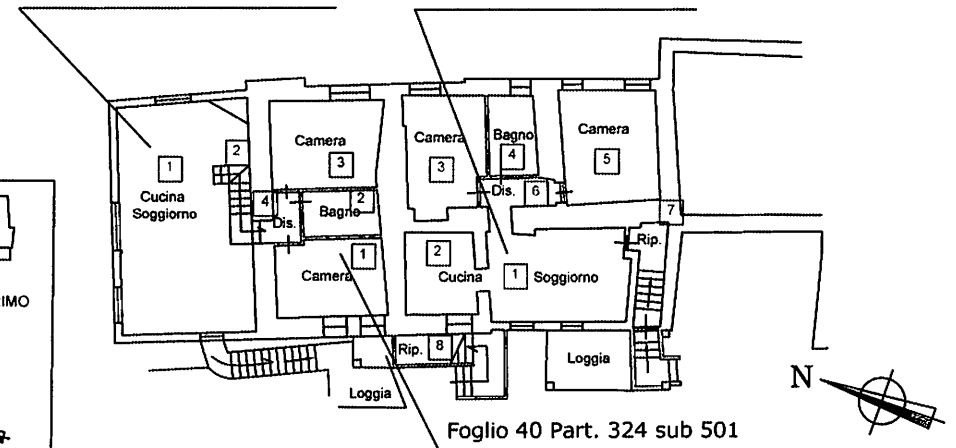 1
Cucina
Soggiorno
2
Camera
3
4
Dis.
Bagno
2
Camera
1
Camera
3
Bagno
4
Dis.
6
Camera
5
7
Rip.
2
Cucina
1
Soggiorno
Rip.
8
Loggia
Loggia
IMO
N
Foglio 40 Part. 324 sub 501